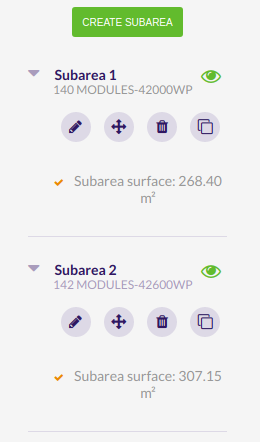 CREATE SUBAREA
Subarea 1
140 MODULES-42000WP
Subarea surface: 268.40
m²
Subarea 2
142 MODULES-42600WP
Subarea surface: 307.15
m²